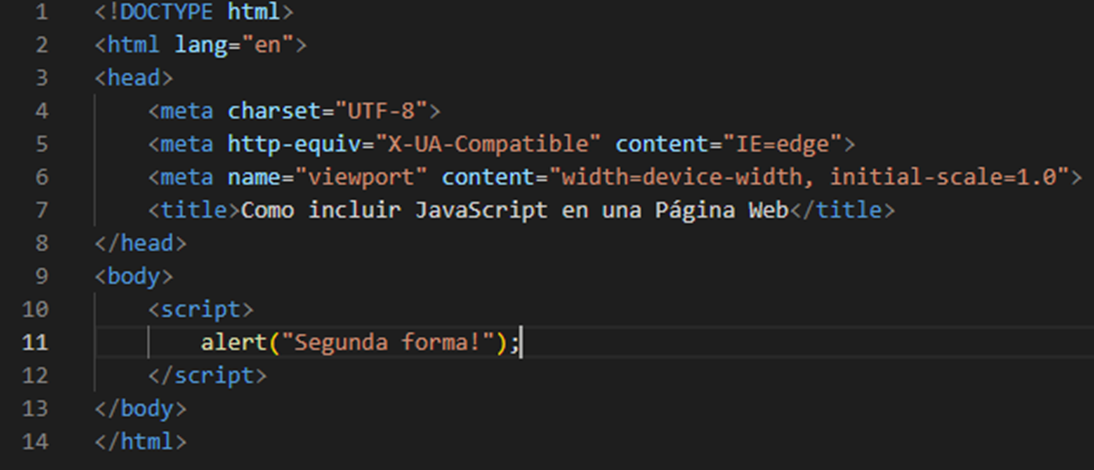 1 <!DOCTYPE html>
2 <html lang="en">
3 <head>
4 <meta charset="UTF-8">
5 <meta http-equiv="X-UA-Compatible" content="IE=edge">
6 <meta name="viewport" content="width=device-width, initial-scale=1.0">
7 <title>Como incluir JavaScript en una Página Web</title>
8 </head>
9 <body>
10 <script>
11 alert("Segunda forma!");
12 </script>
13 </body>
14 </html>